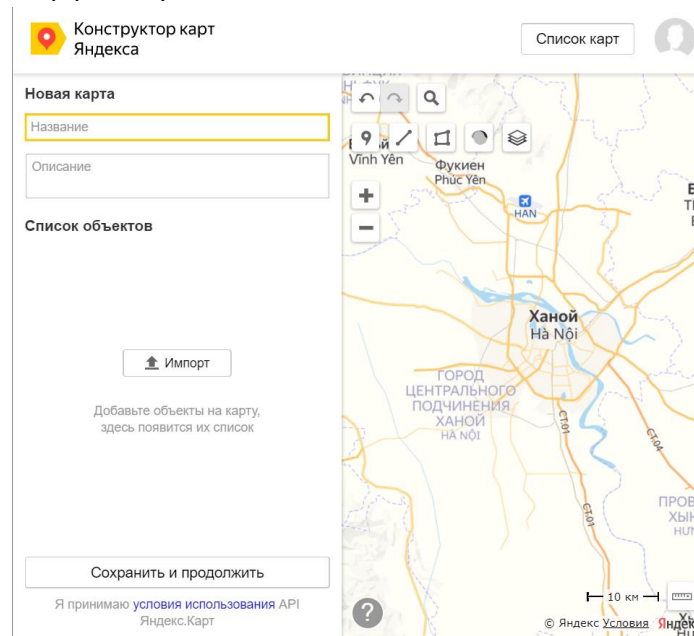 Конструктор карт
Яндекса
Список карт
Новая карта
Название
Описание
Список объектов
Импорт
Добавьте объекты на карту,
здесь появится их список
Сохранить и продолжить
Я принимаю условия использования API
Яндекс.Карт
Vĩnh Yên
Фукиен
Phúc Yên
HAN
Ханой
Hà Nội
ГОРОД
ЦЕНТРАЛЬНОГО
ПОДЧИНЕНИЯ
ХАНОЙ
HÀ NỘI
CT.01
CT.04
CT.01
10 км
© Яндекс Условия
?